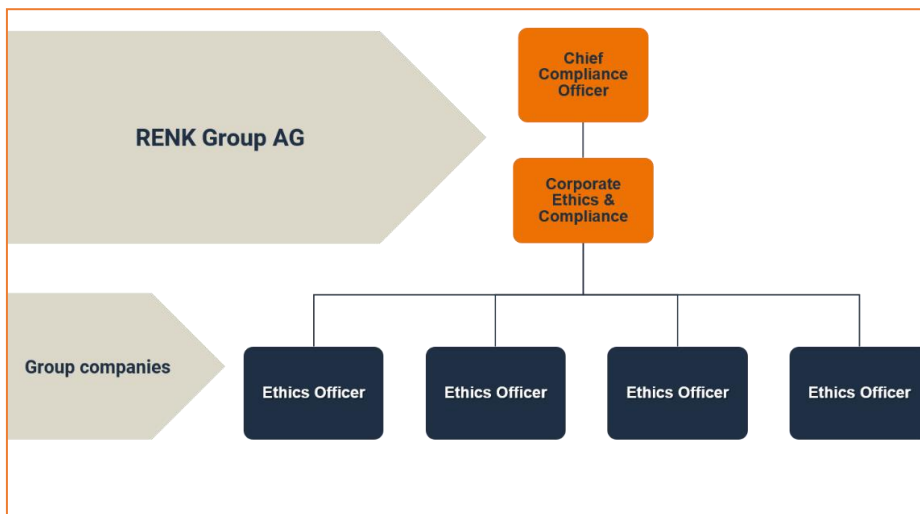 Chief
Compliance
Officer
RENK Group AG
Corporate
Ethics &
Compliance
Group companies
Ethics Officer
Ethics Officer
Ethics Officer
Ethics Officer